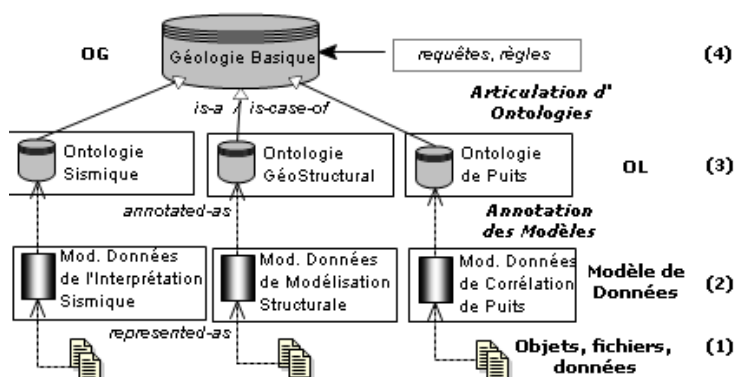 OG
Géologie Basique
requêtes, règles
(4)
Articulation d'
Ontologies
is-a / is-case-of
Ontologie
Sismique
Ontologie
GéoStructural
Ontologie
de Puits
OL
(3)
annotated-as
Annotation
des Modèles
Mod. Données
de l'Interprétation
Sismique
Mod. Données
de Modélisation
Structurale
Mod. Données
de Corrélation
de Puits
Modèle de
Données
(2)
represented-as
Objets, fichiers,
données
(1)